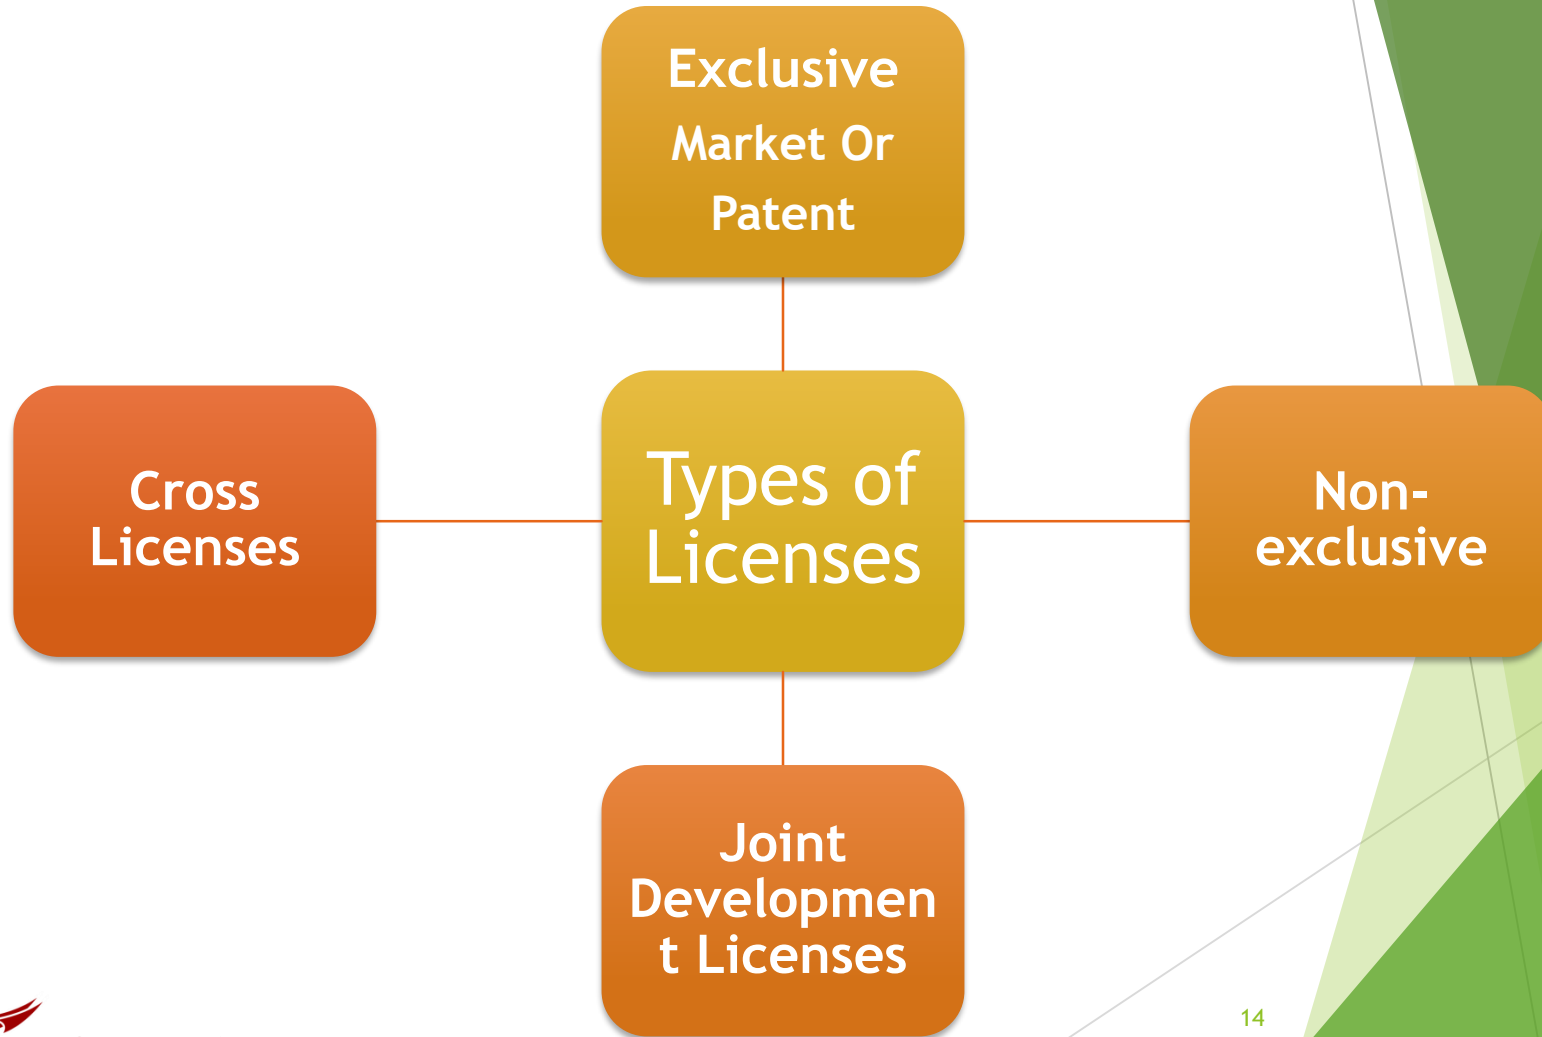 Exclusive
Market Or
Patent
Cross
Licenses
Types of
Licenses
Non-
exclusive
Joint
Developmen
t Licenses
14